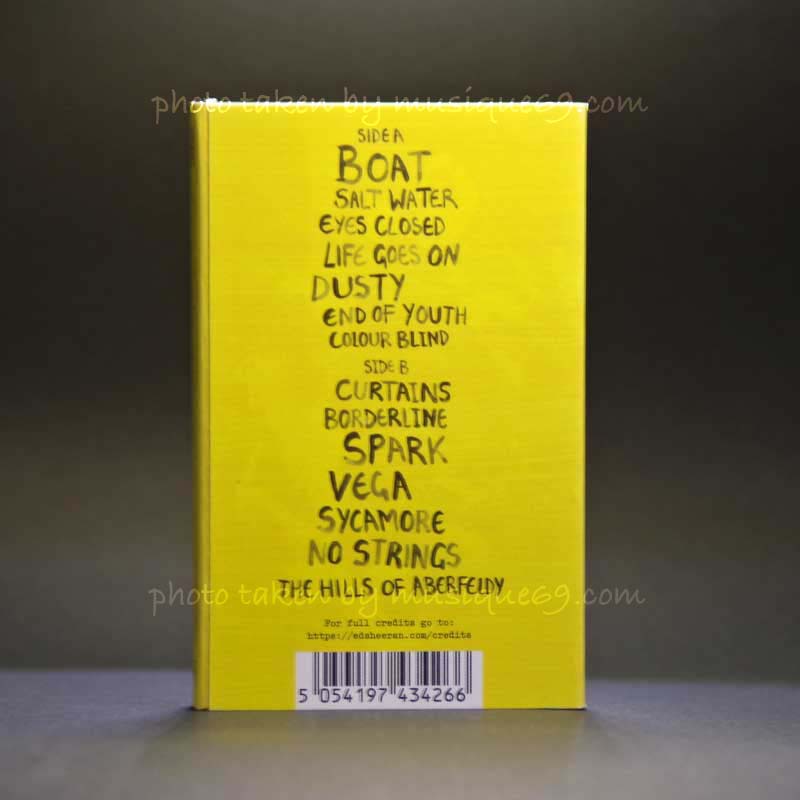 photo taken by musique69.com
SIDE A
BOAT
SALT WATER
EYES CLOSED
LIFE GOES ON
DUSTY
END OF YOUTH
COLOUR BLIND
SIDE B
CURTAINS
BORDERLINE
SPARK
VEGA
SYCAMORE
NO STRINGS
THE HILLS OF ABERFELDY
photo taken by musique69.com
For full credits go to:
https://edsheeran.com/credits
5 054197 434266